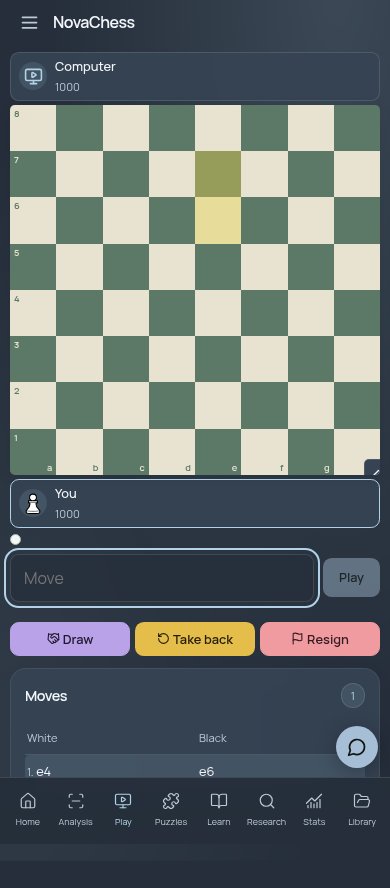 NovaChess
Computer
1000
8
7
6
5
4
3
2
1
a b c d e f g
You
1000
Move Play
Draw Take back Resign
Moves 1
White Black
1. e4 e6
Home Analysis Play Puzzles Learn Research Stats Library